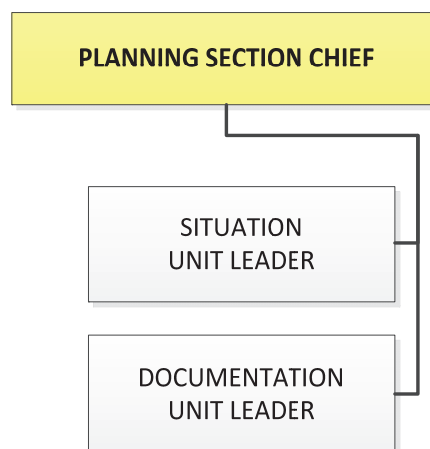 PLANNING SECTION CHIEF
SITUATION
UNIT LEADER
DOCUMENTATION
UNIT LEADER